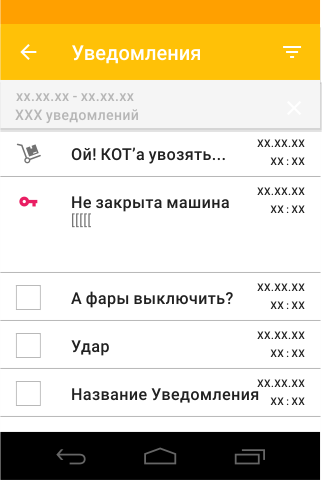 Уведомления
xx.xx.xx - xx.xx.xx
XXX уведомлений
Ой! КОТ’а увозять...
xx.xx.xx
xx : xx
Не закрыта машина
xx.xx.xx
xx : xx
[[[[[
А фары выключить?
xx.xx.xx
xx : xx
Удар
xx.xx.xx
xx : xx
Название Уведомления
xx.xx.xx
xx : xx